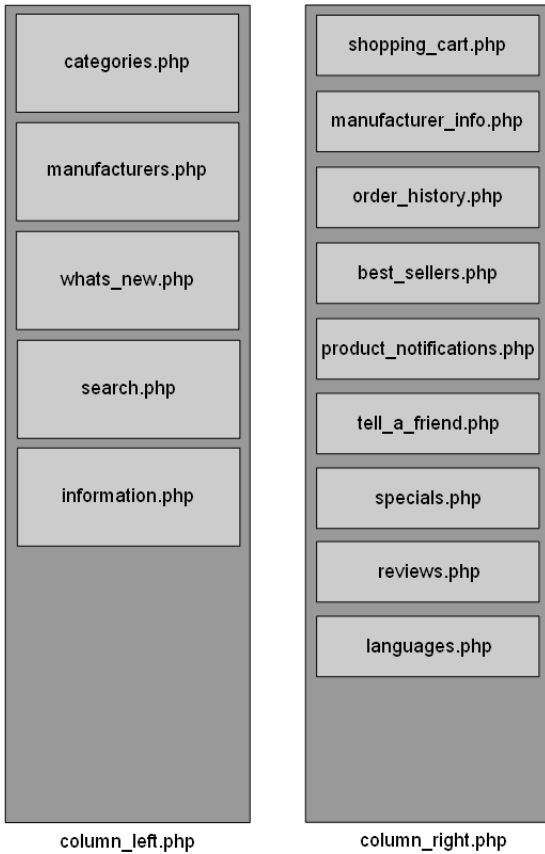 categories.php
manufacturers.php
whats_new.php
search.php
information.php
column_left.php
shopping_cart.php
manufacturer_info.php
order_history.php
best_sellers.php
product_notifications.php
tell_a_friend.php
specials.php
reviews.php
languages.php
column_right.php